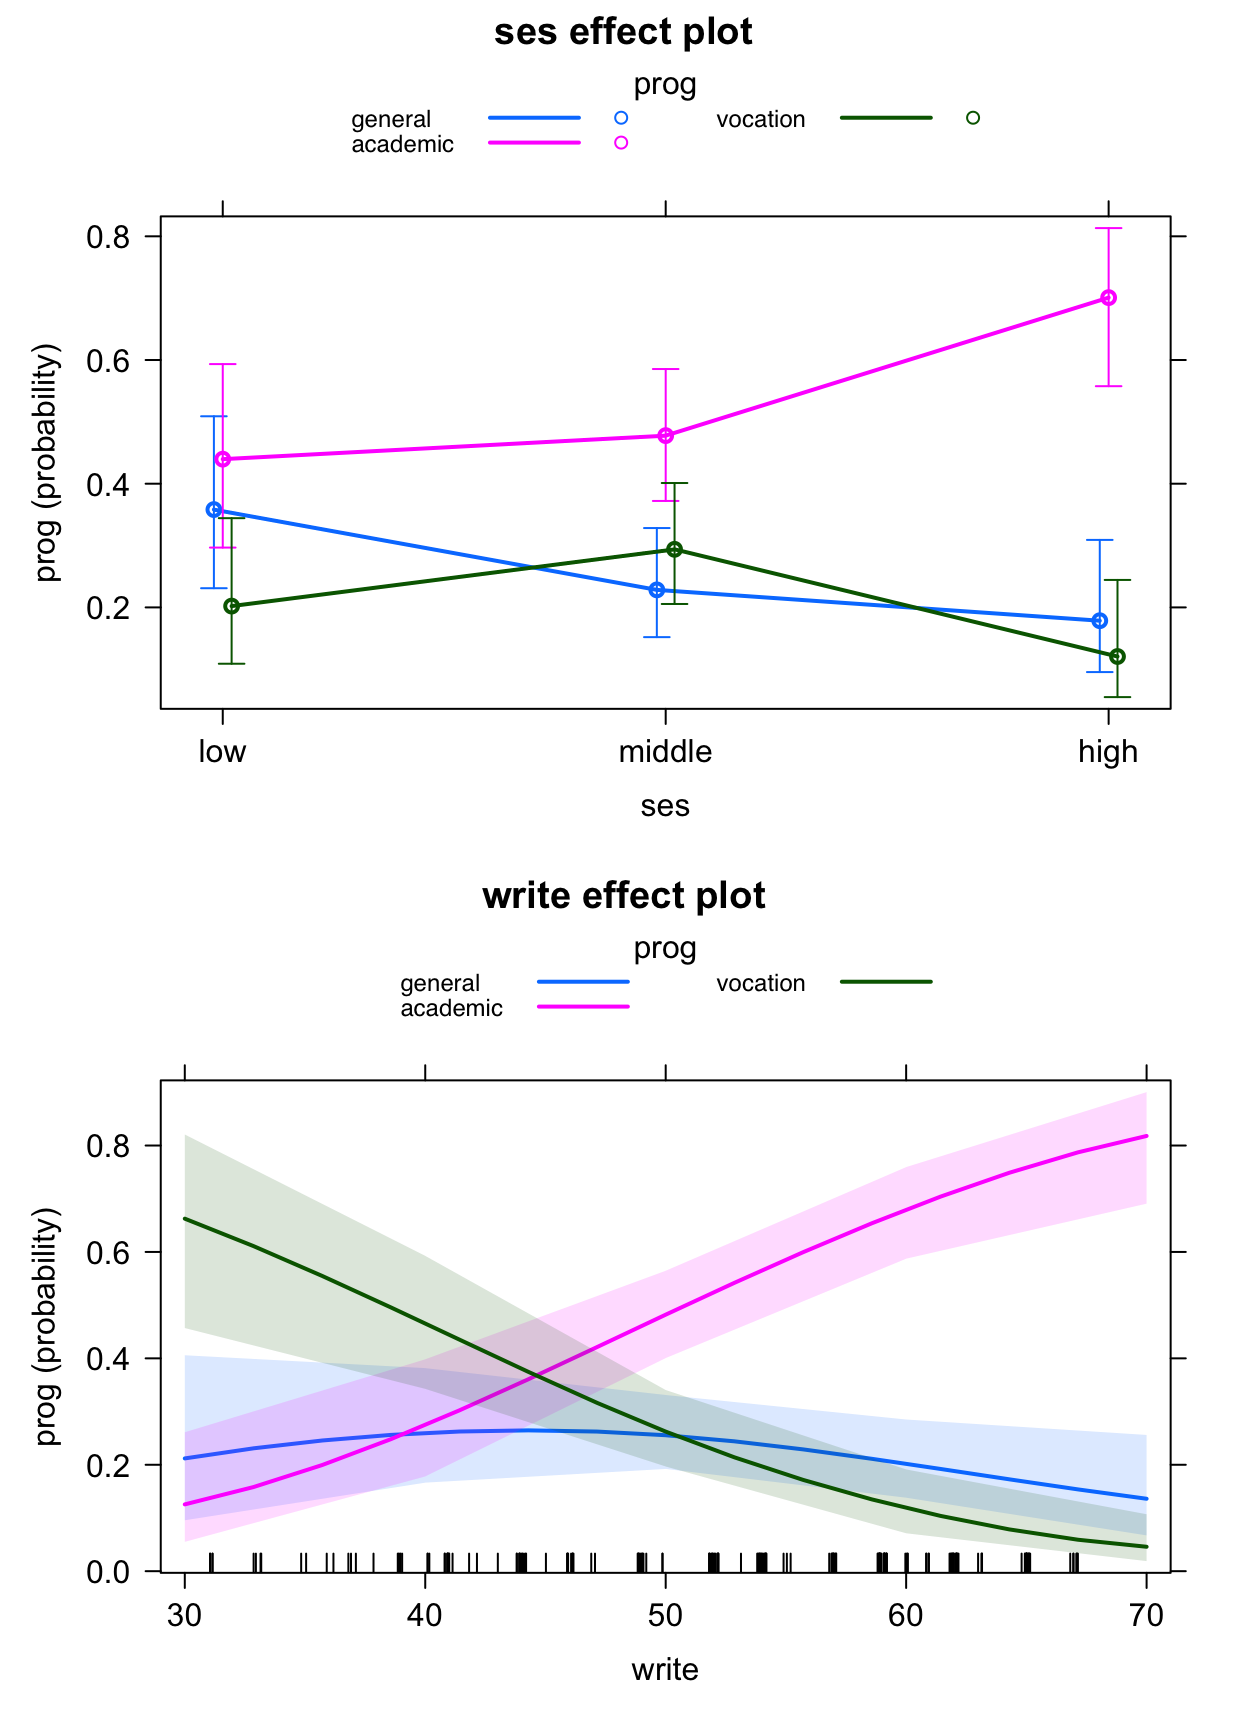 ses effect plot
prog
general vocation
academic
0.8
0.6
0.4
0.2
prog (probability)
low middle high
ses
write effect plot
prog
general vocation
academic
0.8
0.6
0.4
0.2
0.0
prog (probability)
30 40 50 60 70
write